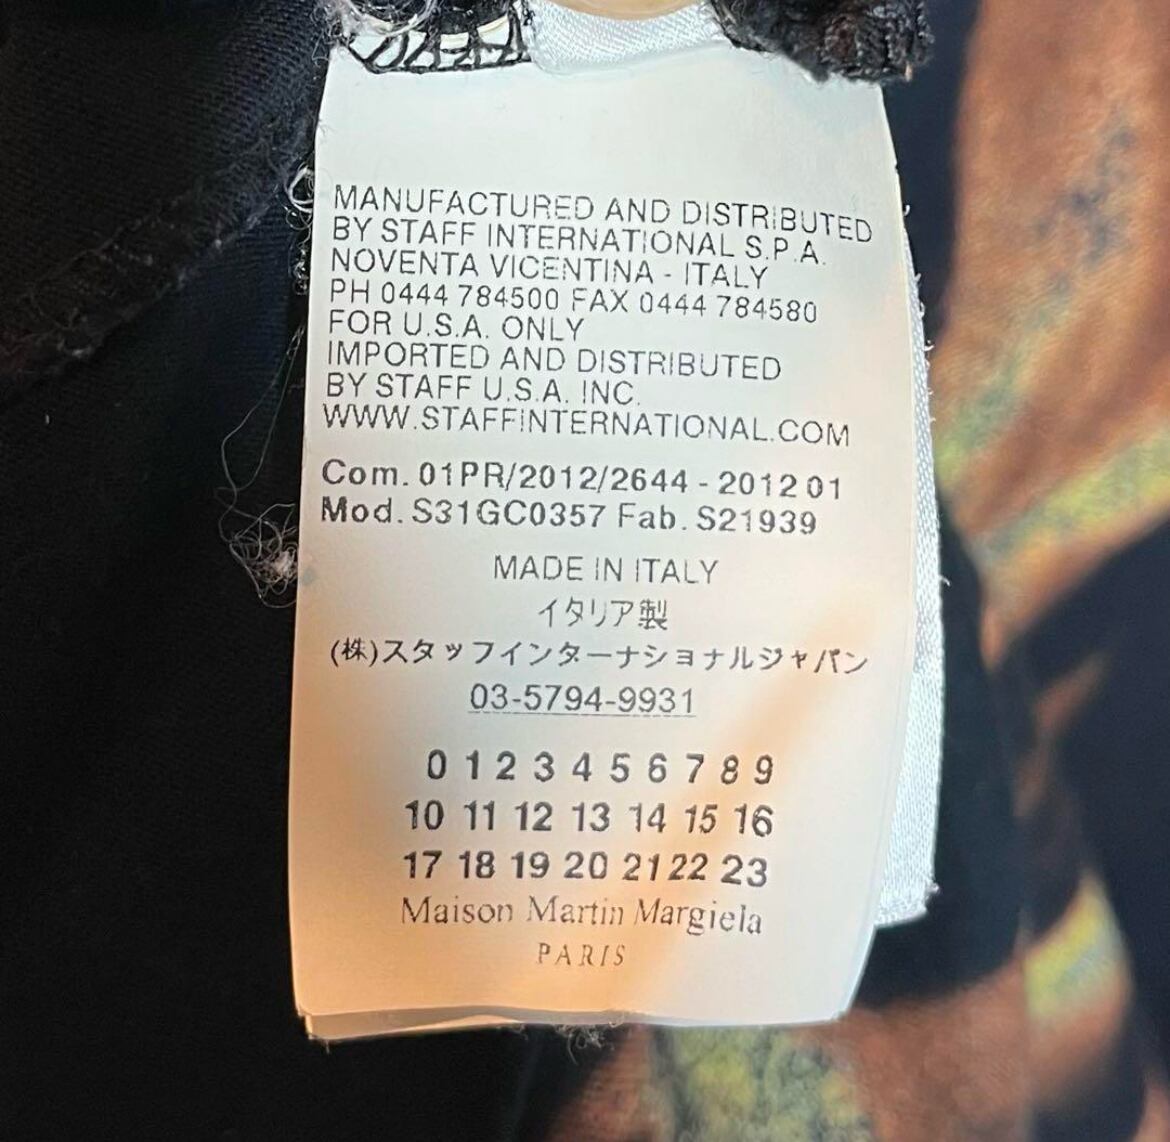 MANUFACTURED AND DISTRIBUTED
BY STAFF INTERNATIONAL S.P.A.
NOVENTA VICENTINA - ITALY
PH 0444 784500 FAX 0444 784580
FOR U.S.A. ONLY
IMPORTED AND DISTRIBUTED
BY STAFF U.S.A. INC.
WWW.STAFFINTERNATIONAL.COM
Com. 01PR/2012/2644 - 2012 01
Mod. S31GC0357 Fab. S21939
MADE IN ITALY
イタリア製
(株)スタッフインターナショナルジャパン
03-5794-9931
0 1 2 3 4 5 6 7 8 9
10 11 12 13 14 15 16
17 18 19 20 21 22 23
Maison Martin Margiela
PARIS